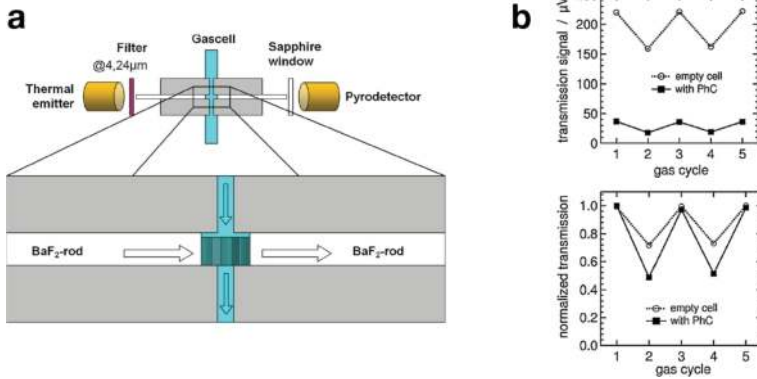 a
Filter
@4,24µm
Gascell
Sapphire
window
Thermal
emitter
Pyrodetector
BaF₂-rod
BaF₂-rod
b
transmission signal / µV
200
150
100
50
0
empty cell
with PhC
1 2 3 4 5
gas cycle
normalized transmission
1.0
0.8
0.6
0.4
0.2
0.0
empty cell
with PhC
1 2 3 4 5
gas cycle